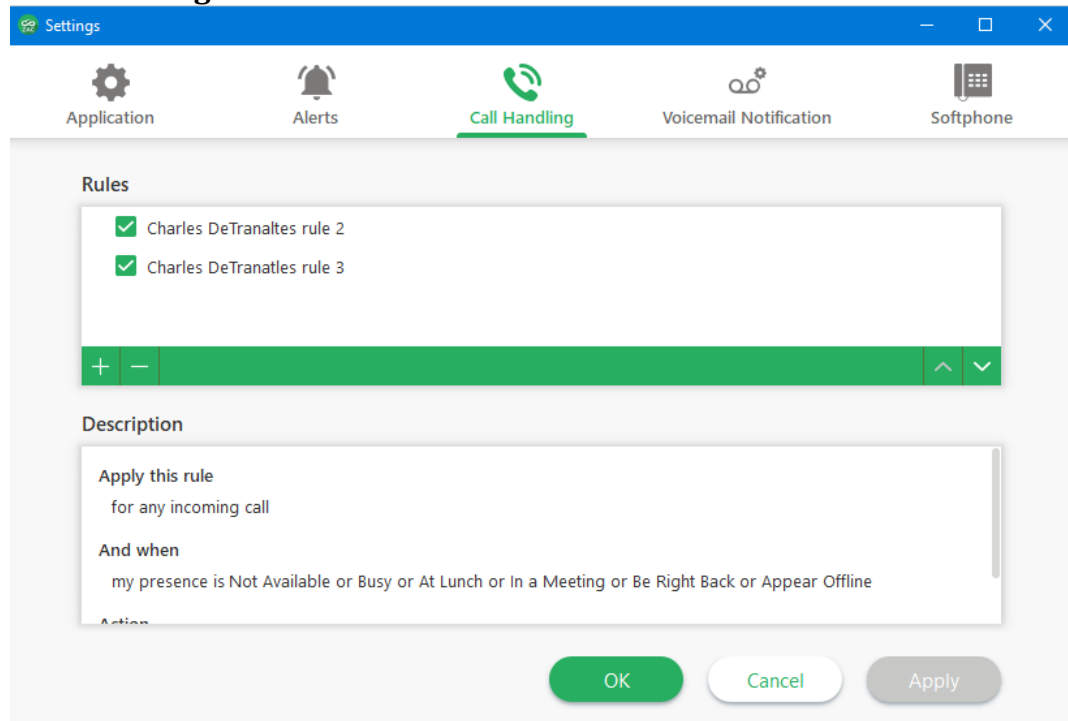 Settings
Application Alerts Call Handling Voicemail Notification Softphone
Rules
Charles DeTranaltes rule 2
Charles DeTranatles rule 3
Description
Apply this rule
for any incoming call
And when
my presence is Not Available or Busy or At Lunch or In a Meeting or Be Right Back or Appear Offline
Action
OK Cancel Apply